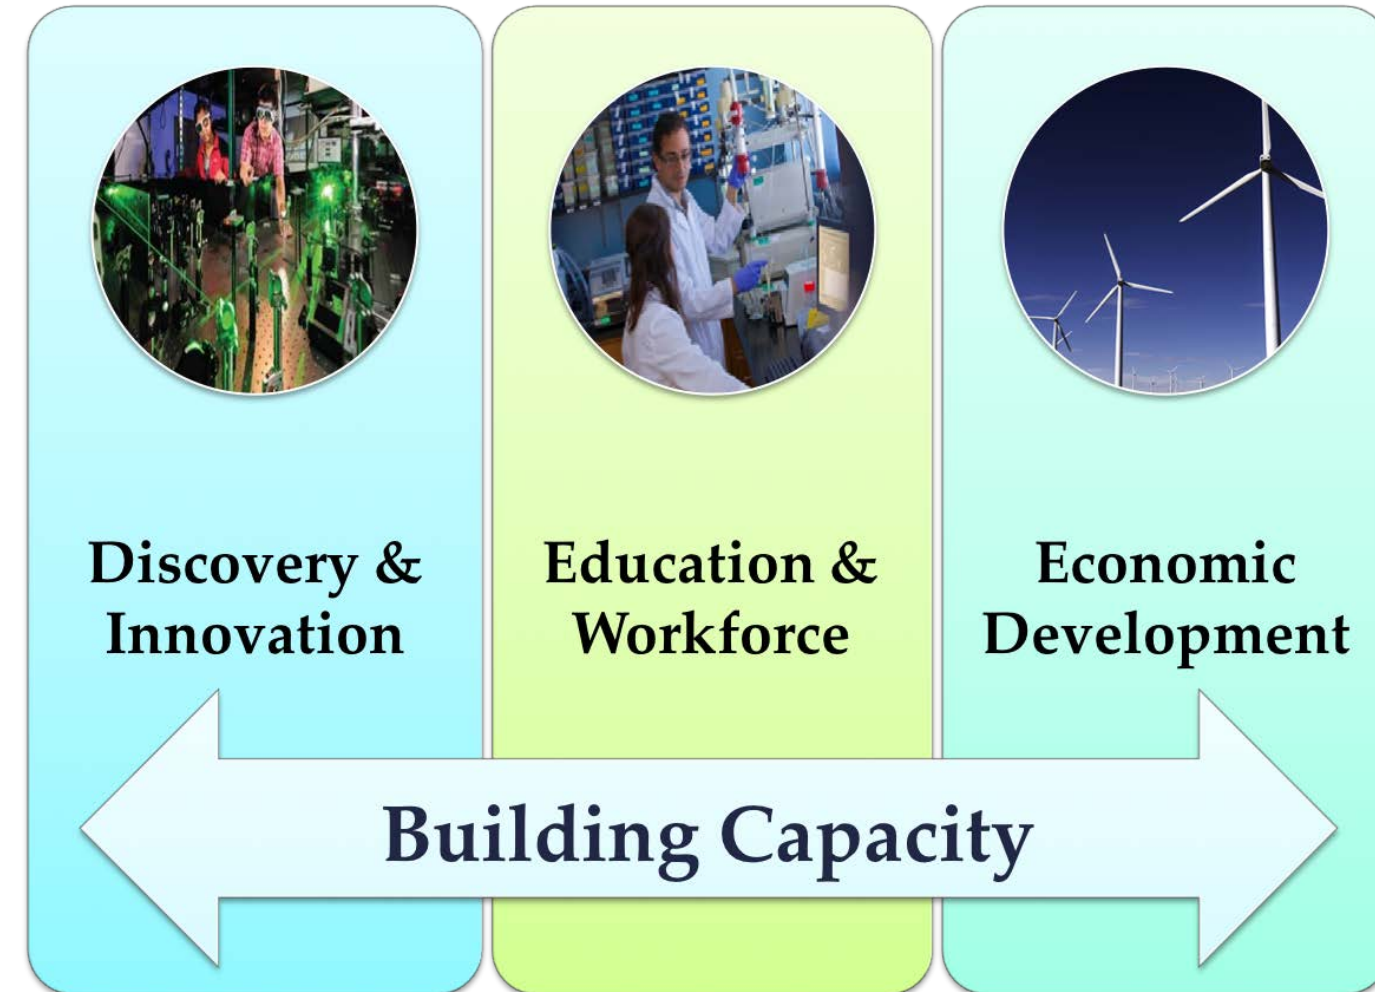 Discovery &
Innovation
Education &
Workforce
Economic
Development
Building Capacity